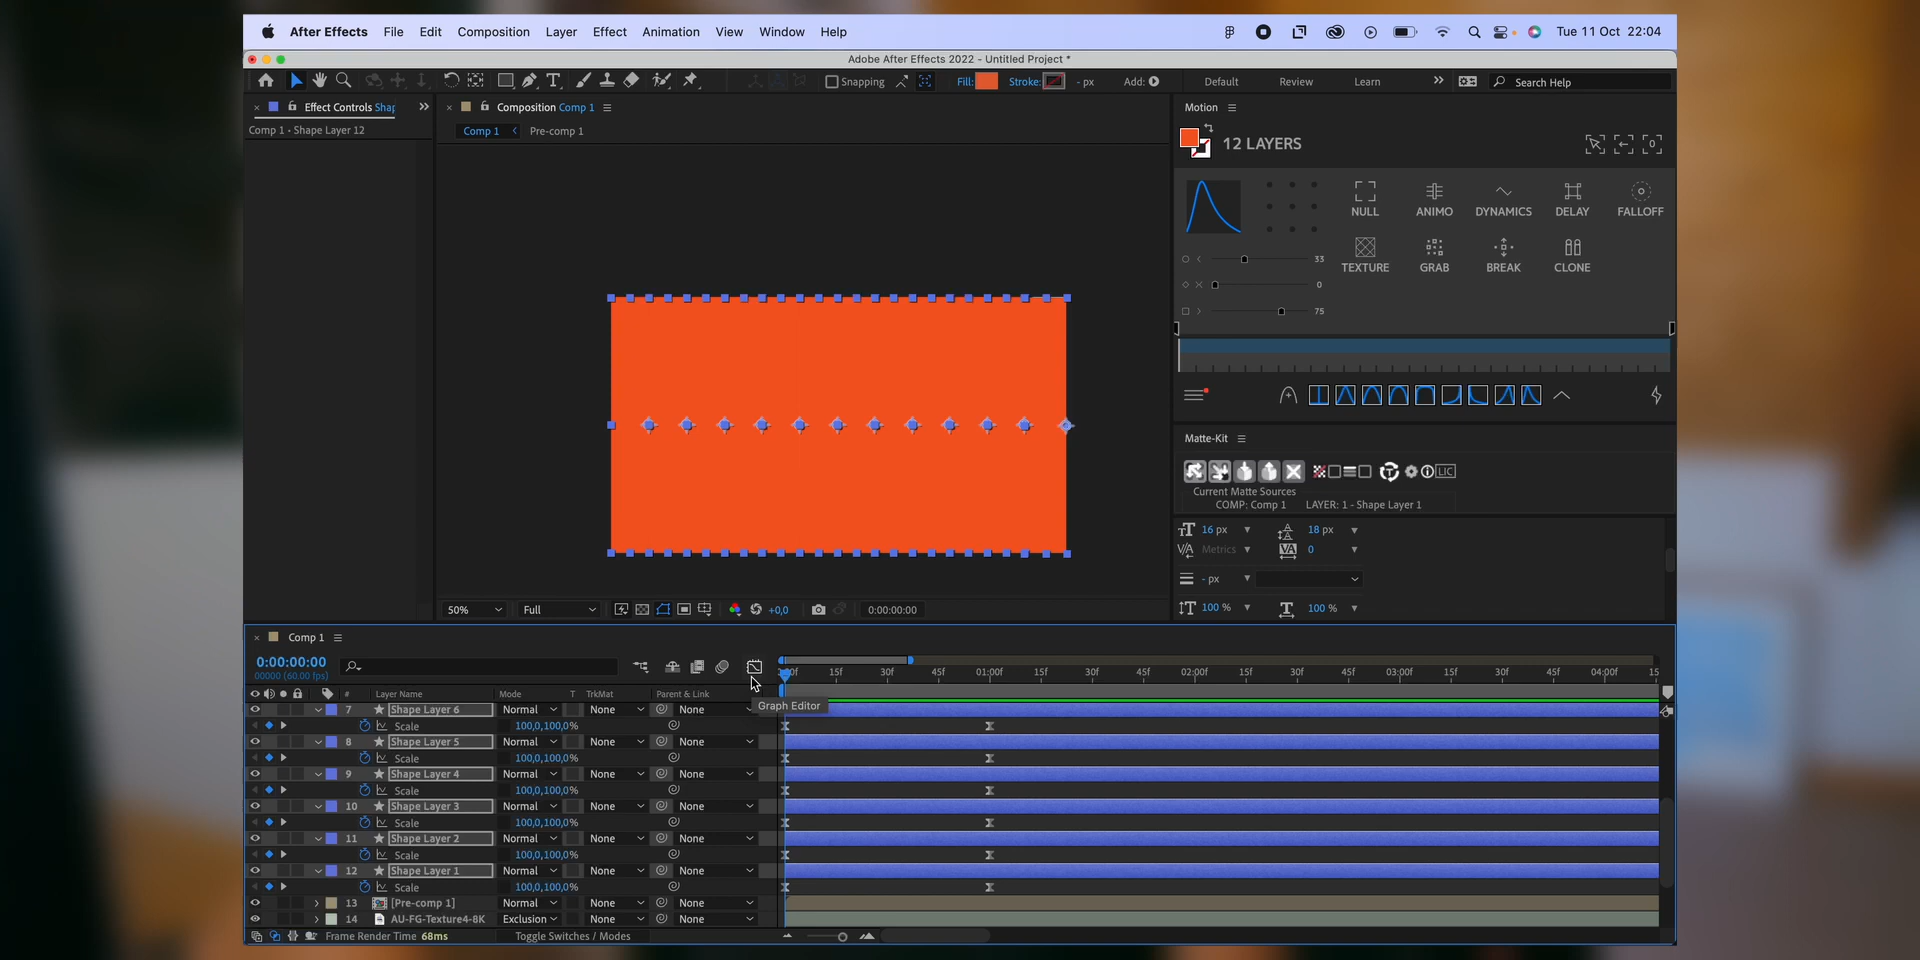 After Effects File Edit Composition Layer Effect Animation View Window Help Tue 11 Oct 22:04
Adobe After Effects 2022 - Untitled Project *
Snapping Fill: Stroke: - px Add: Default Review Learn Search Help
Effect Controls Shap
Composition Comp 1
Motion
Comp 1 • Shape Layer 12
Comp 1 Pre-comp 1
12 LAYERS
NULL ANIMO DYNAMICS DELAY FALLOFF
33
TEXTURE GRAB BREAK CLONE
0
75
Matte-Kit
LIC
Current Matte Sources
COMP: Comp 1 LAYER: 1 - Shape Layer 1
16 px 18 px
Metrics 0
- px
100 % 100 %
50% Full +0,0 0:00:00:00
Comp 1
0:00:00:00
00000 (60.00 fps)
:00f 15f 30f 45f 01:00f 15f 30f 45f 02:00f 15f 30f 45f 03:00f 15f 30f 45f 04:00f 15
# Layer Name Mode T TrkMat Parent & Link
Graph Editor
7 Shape Layer 6 Normal None None
Scale 100,0,100,0%
8 Shape Layer 5 Normal None None
Scale 100,0,100,0%
9 Shape Layer 4 Normal None None
Scale 100,0,100,0%
10 Shape Layer 3 Normal None None
Scale 100,0,100,0%
11 Shape Layer 2 Normal None None
Scale 100,0,100,0%
12 Shape Layer 1 Normal None None
Scale 100,0,100,0%
13 [Pre-comp 1] Normal None None
14 AU-FG-Texture4-8K Exclusion None None
Frame Render Time 68ms Toggle Switches / Modes